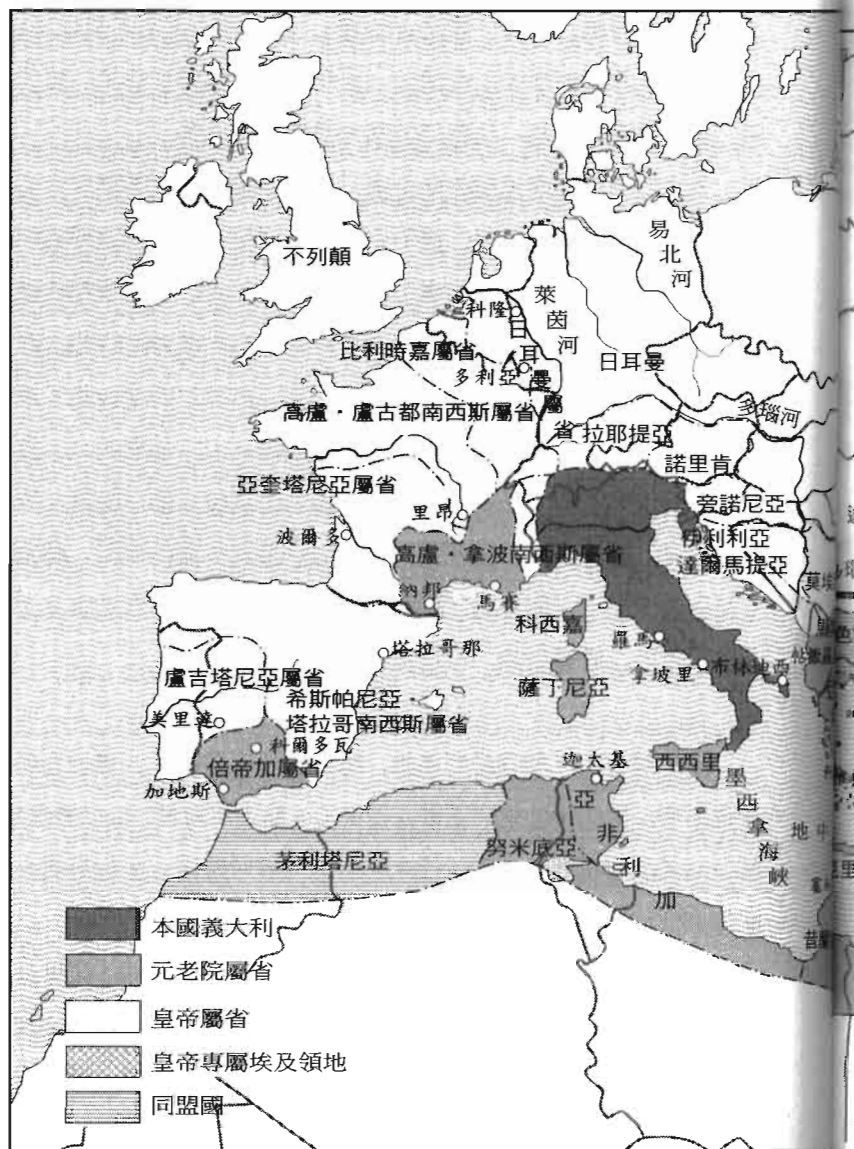 不列顛
易北河
萊茵河
科隆
日耳曼屬省
比利時嘉屬省
日耳曼
多利亞
多瑙河
高盧・盧古都南西斯屬省
拉耶提亞
諾里肯
亞奎塔尼亞屬省
旁諾尼亞
里昂
伊利利亞
波爾多
高盧・拿波南西斯屬省
達爾馬提亞
納邦
馬賽
科西嘉
塔拉哥那
羅馬
盧吉塔尼亞屬省
拿坡里
布林地西
希斯帕尼亞
薩丁尼亞
美里達
塔拉哥南西斯屬省
科爾多瓦
迦太基
西西里
倍帝加屬省
加地斯
墨西拿海峽
地中
亞非利加
茅利塔尼亞
努米底亞
本國義大利
元老院屬省
皇帝屬省
皇帝專屬埃及領地
同盟國